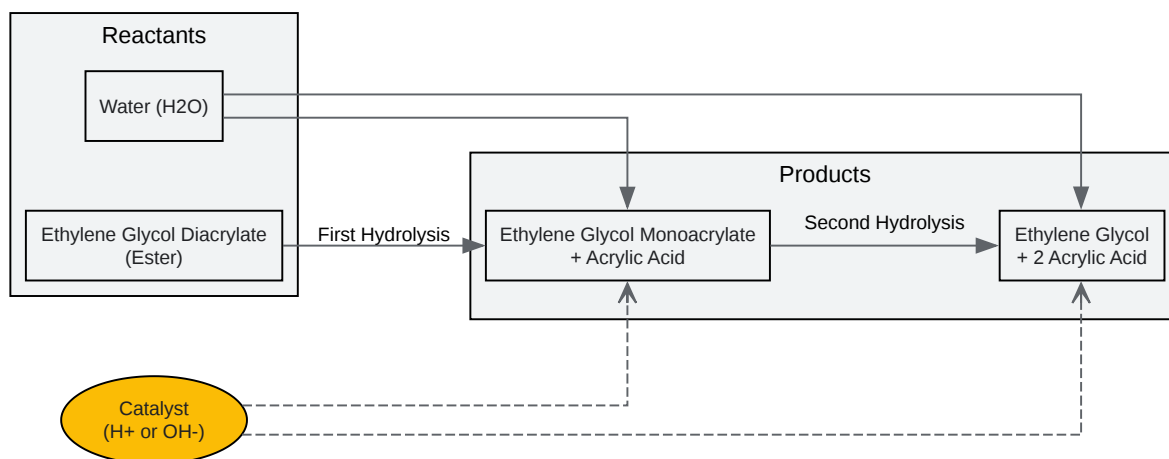 Reactants
Water (H2O)
Products
Ethylene Glycol Diacrylate
(Ester)
First Hydrolysis
Ethylene Glycol Monoacrylate
+ Acrylic Acid
Second Hydrolysis
Ethylene Glycol
+ 2 Acrylic Acid
Catalyst
(H+ or OH-)